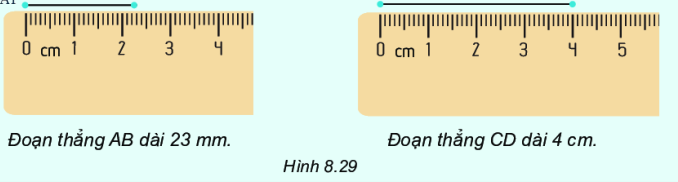 0 cm 1 2 3 4
0 cm 1 2 3 4 5
Đoạn thẳng AB dài 23 mm.
Đoạn thẳng CD dài 4 cm.
Hình 8.29